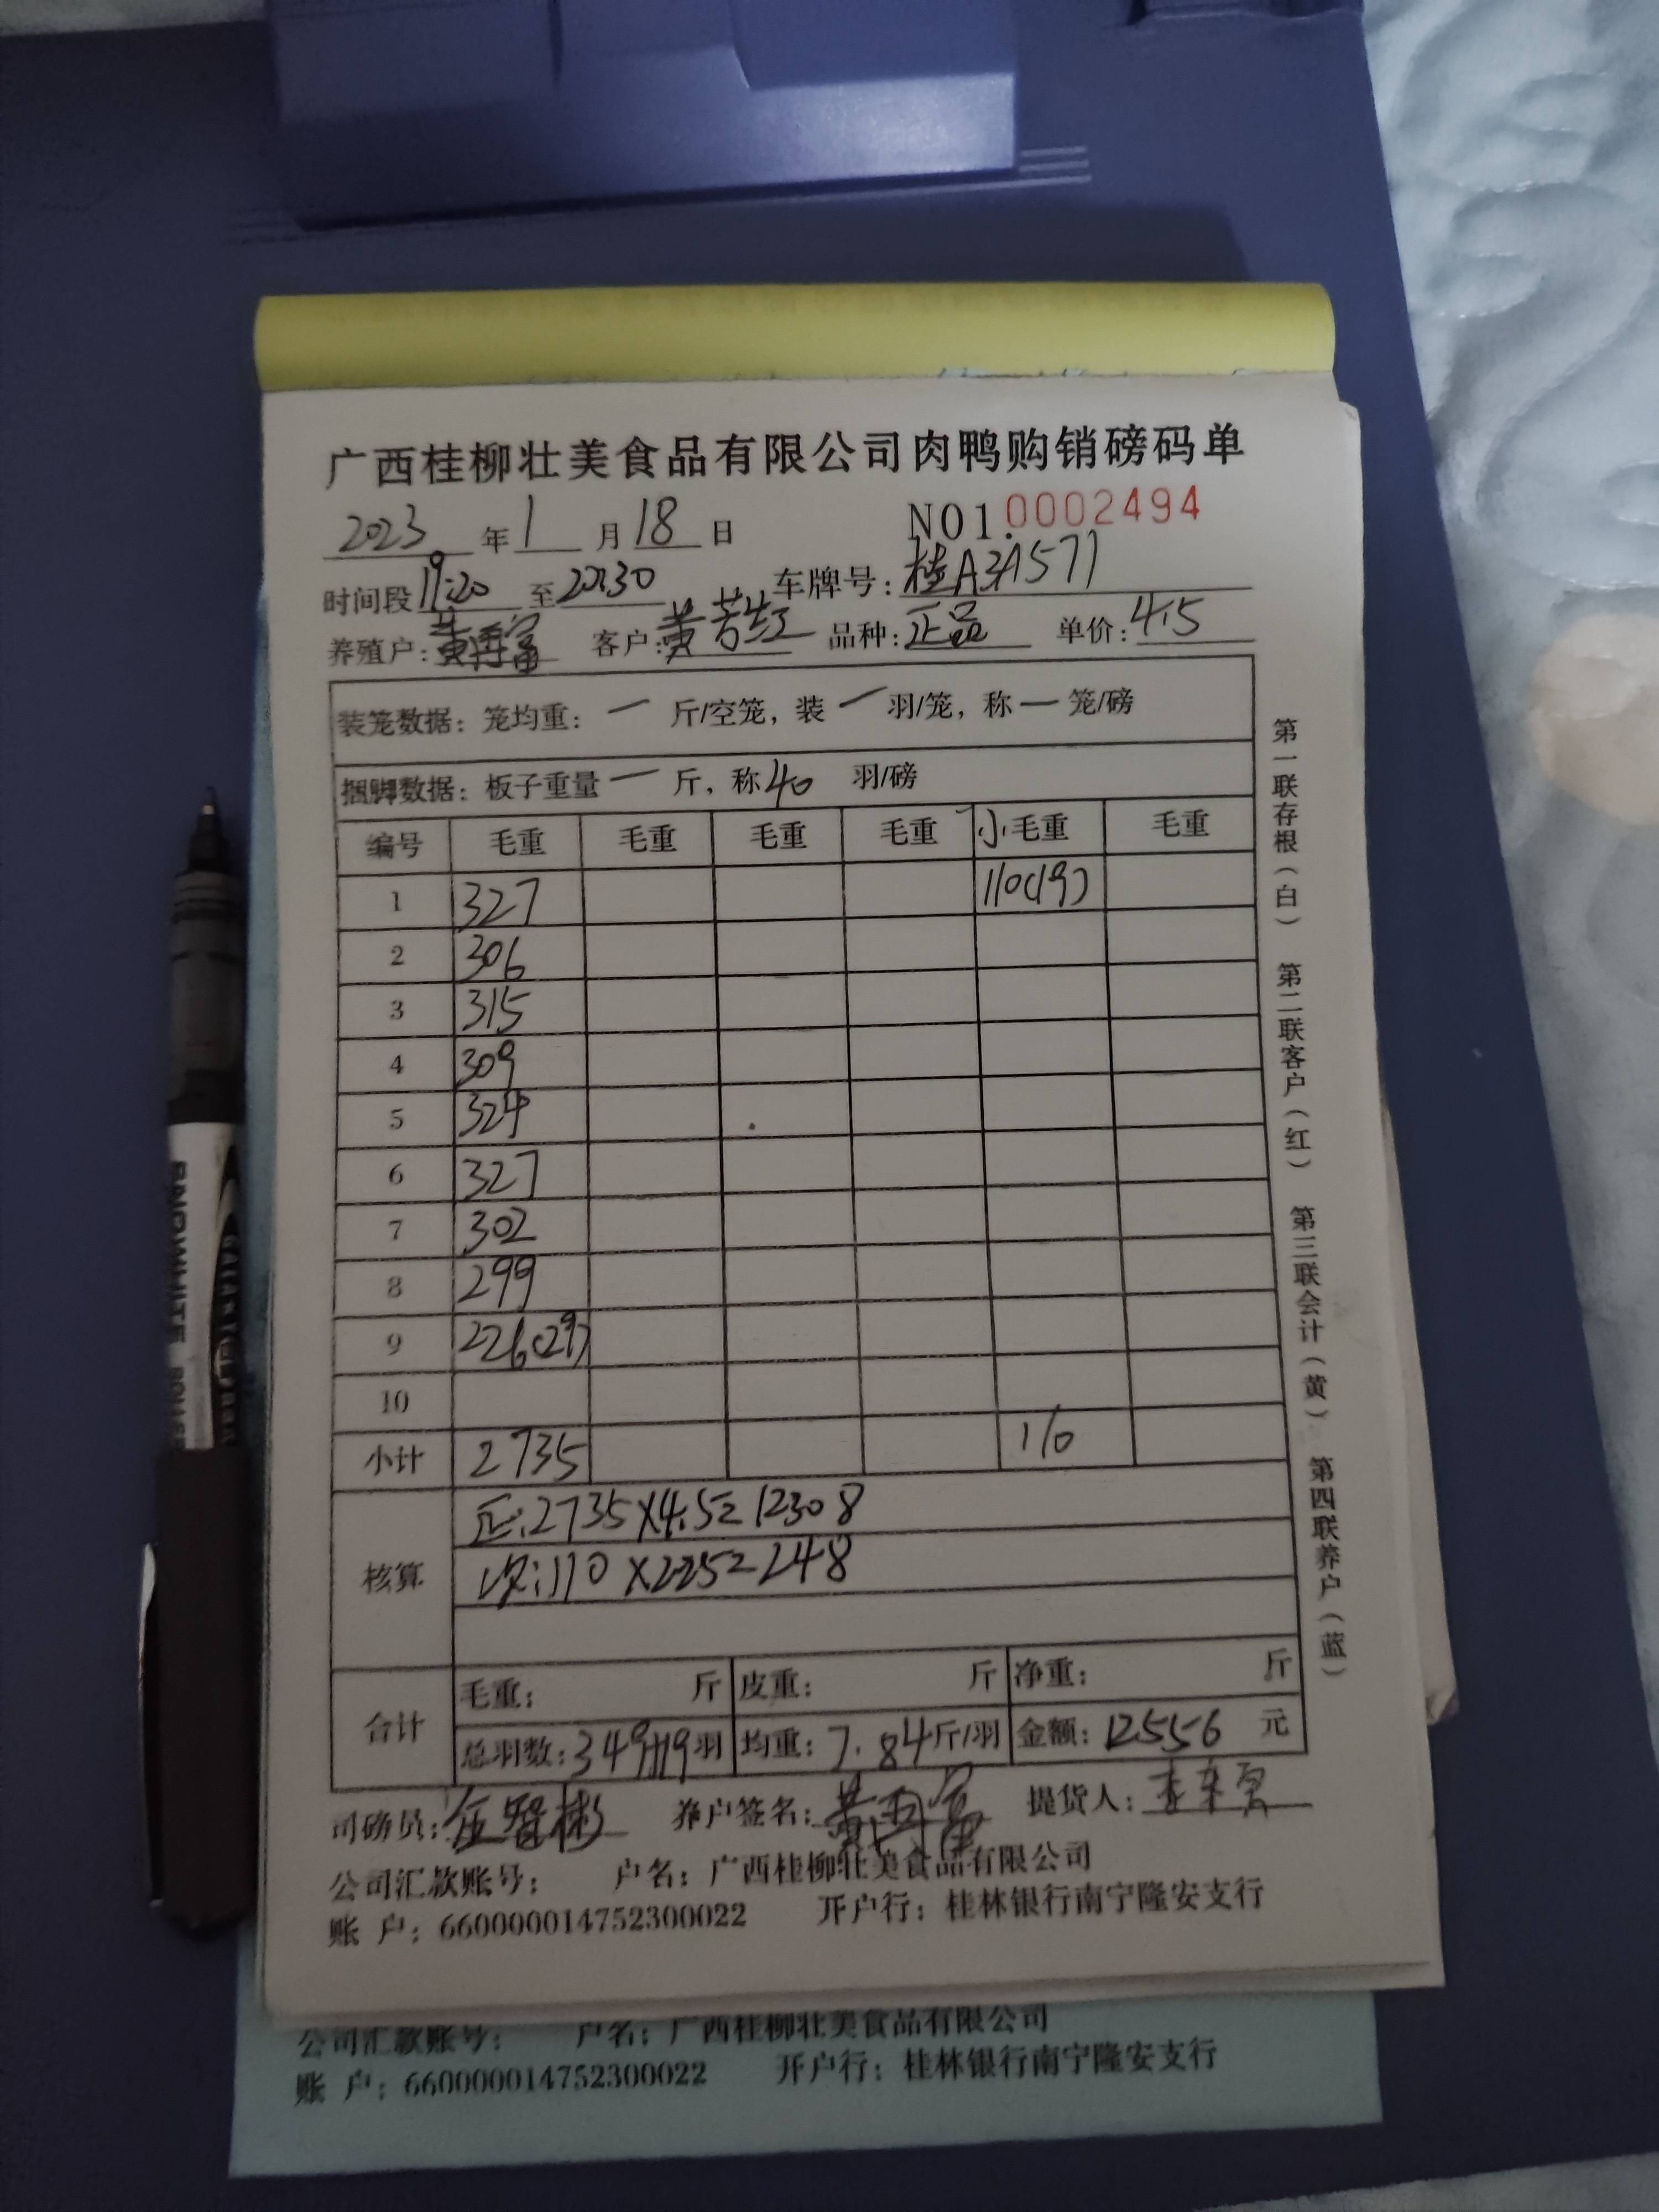 广西桂柳壮美食品有限公司肉鸭购销磅码单
2023 年 1 月 18 日 NO1.0002494
时间段 19:20 至 20:30 车牌号: 桂A3A571
养殖户: 黄再富 客户: 黄芳红 品种: 正品 单价: 4.5
装笼数据: 笼均重: 一 斤/空笼, 装 一 羽/笼, 称 一 笼/磅
捆脚数据: 板子重量 一 斤, 称 40 羽/磅
编号 毛重 毛重 毛重 毛重 小毛重 毛重
1 327 110(19)
2 306
3 315
4 309
5 324
6 327
7 302
8 299
9 226(29)
10
小计 2735 110
核算 正:2735×4.5=12308
次:110×2.25=248
合计 毛重: 斤 皮重: 斤 净重: 斤
总羽数: 349+19 羽 均重: 7.84 斤/羽 金额: 12556 元
司磅员: 伍智彬 养户签名: 黄再富 提货人:
公司汇款账号: 户名: 广西桂柳壮美食品有限公司
账 户: 660000014752300022 开户行: 桂林银行南宁隆安支行
第一联存根(白) 第二联客户(红) 第三联会计(黄) 第四联养户(蓝)
公司汇款账号: 户名: 广西桂柳壮美食品有限公司
账 户: 660000014752300022 开户行: 桂林银行南宁隆安支行